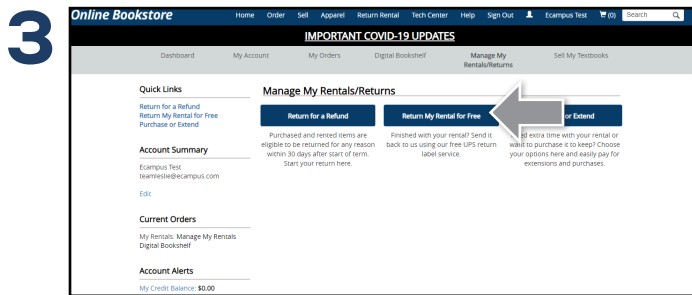 3
Online Bookstore Home Order Sell Apparel Return Rental Tech Center Help Sign Out Ecampus Test (0) Search
IMPORTANT COVID-19 UPDATES
Dashboard My Account My Orders Digital Bookshelf Manage My Rentals/Returns Sell My Textbooks
Quick Links
Return for a Refund
Return My Rental for Free
Purchase or Extend
Account Summary
Ecampus Test
teamleslie@ecampus.com
Edit
Current Orders
My Rentals: Manage My Rentals
Digital Bookshelf
Account Alerts
My Credit Balance: $0.00
Manage My Rentals/Returns
Return for a Refund
Purchased and rented items are
eligible to be returned for any reason
within 30 days after start of term.
Start your return here.
Return My Rental for Free
Finished with your rental? Send it
back to us using our free UPS return
label service.
or Extend
extra time with your rental or
want to purchase it to keep? Choose
your options here and easily pay for
extensions and purchases.